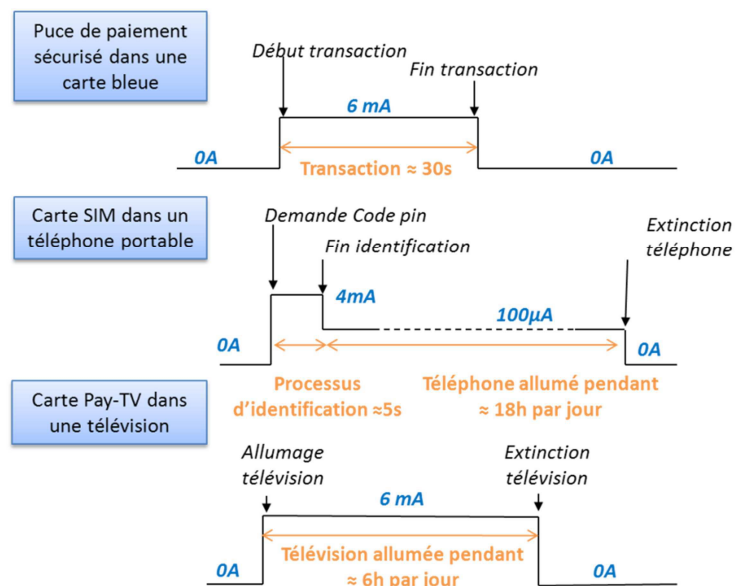 Puce de paiement
sécurisé dans une
carte bleue
Début transaction
Fin transaction
6 mA
0A
0A
Transaction ≈ 30s
Carte SIM dans un
téléphone portable
Demande Code pin
Fin identification
Extinction
téléphone
4mA
100µA
0A
0A
Processus
d'identification ≈5s
Téléphone allumé pendant
≈ 18h par jour
Carte Pay-TV dans
une télévision
Allumage
télévision
Extinction
télévision
6 mA
Télévision allumée pendant
≈ 6h par jour
0A
0A